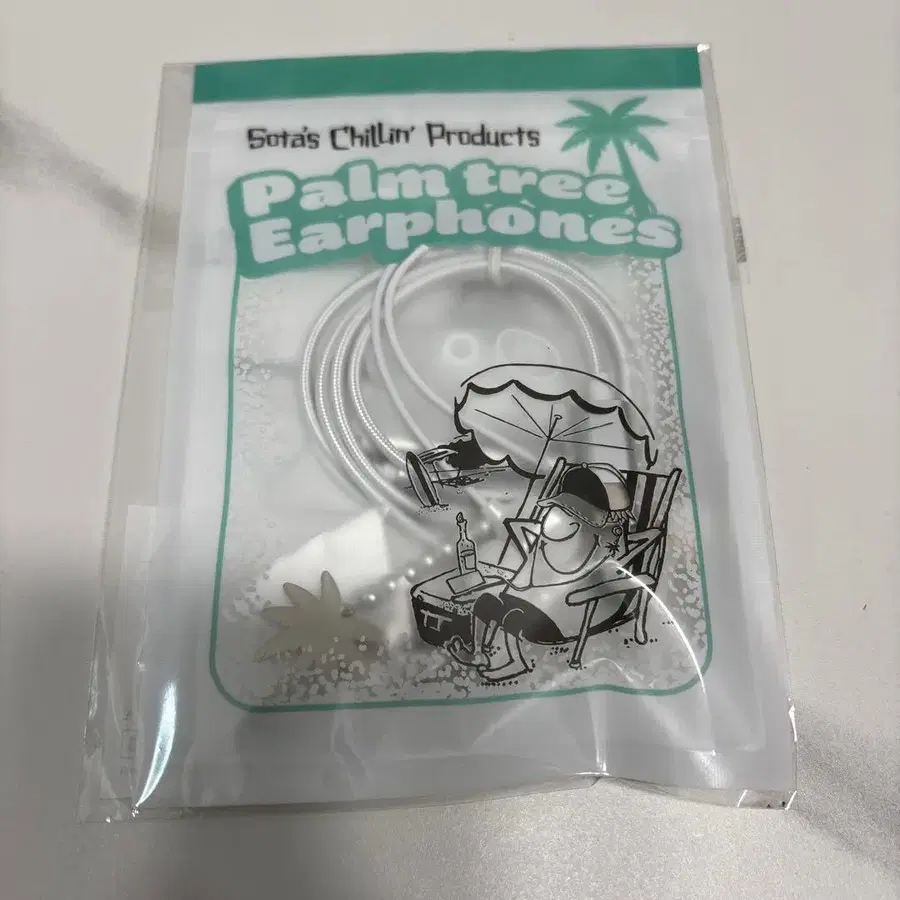 Sota's Chillin' Products
Palm tree
Earphones